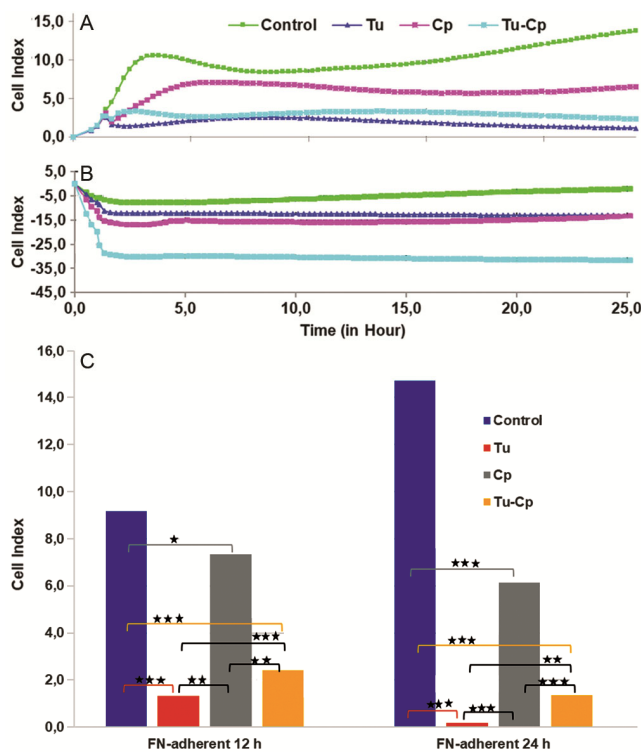 A
Control Tu Cp Tu-Cp
15,0
10,0
5,0
0,0
Cell Index
B
5,0
-5,0
-15,0
-25,0
-35,0
-45,0
Cell Index
0,0 5,0 10,0 15,0 20,0 25,0
Time (in Hour)
C
16,0
14,0
12,0
10,0
8,0
6,0
4,0
2,0
0,0
Cell Index
Control
Tu
Cp
Tu-Cp
★ ★★★
★★★ ★★★
★★★ ★★
★★ ★★★
★★★ ★★ ★★★ ★★★
FN-adherent 12 h FN-adherent 24 h